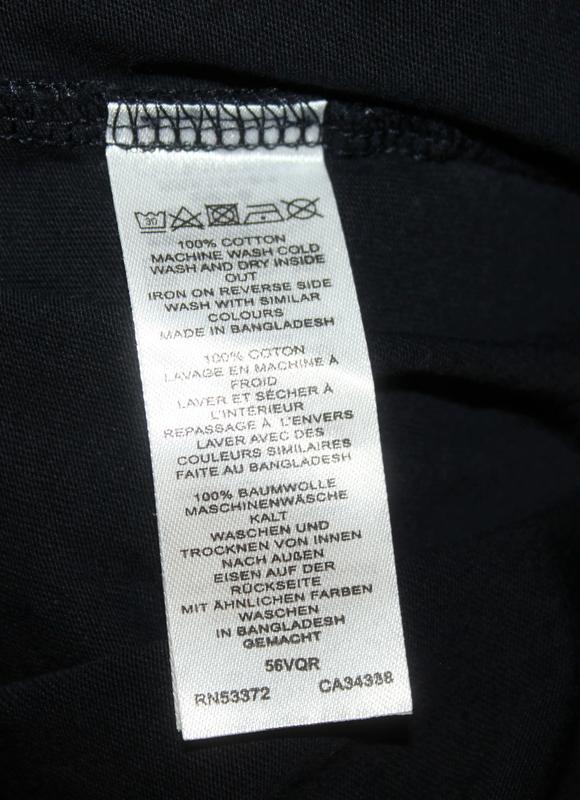 30
100% COTTON
MACHINE WASH COLD
WASH AND DRY INSIDE
OUT
IRON ON REVERSE SIDE
WASH WITH SIMILAR
COLOURS
MADE IN BANGLADESH
100% COTON
LAVAGE EN MACHINE À
FROID
LAVER ET SÉCHER À
L'INTÉRIEUR
REPASSAGE À L'ENVERS
LAVER AVEC DES
COULEURS SIMILAIRES
FAITE AU BANGLADESH
100% BAUMWOLLE
MASCHINENWÄSCHE
KALT
WASCHEN UND
TROCKNEN VON INNEN
NACH AUßEN
EISEN AUF DER
RÜCKSEITE
MIT ÄHNLICHEN FARBEN
WASCHEN
IN BANGLADESH
GEMACHT
56VQR
RN53372 CA34338